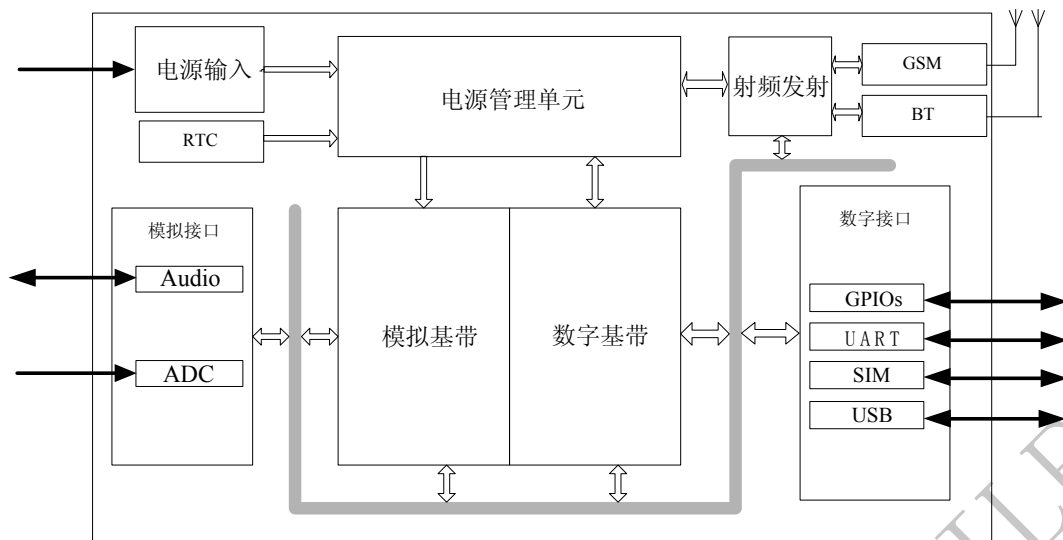 电源输入
RTC
电源管理单元
射频发射
GSM
BT
模拟接口
Audio
ADC
模拟基带
数字基带
数字接口
GPIOs
UART
SIM
USB